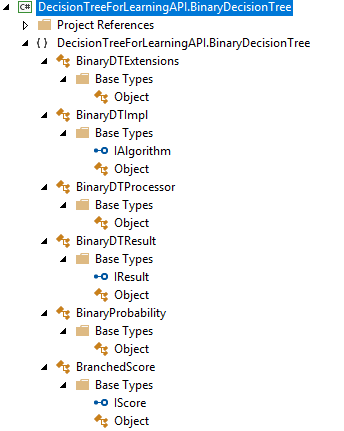 C# DecisionTreeForLearningAPI.BinaryDecisionTree
Project References
{ } DecisionTreeForLearningAPI.BinaryDecisionTree
BinaryDTExtensions
Base Types
Object
BinaryDTImpl
Base Types
IAlgorithm
Object
BinaryDTProcessor
Base Types
Object
BinaryDTResult
Base Types
IResult
Object
BinaryProbability
Base Types
Object
BranchedScore
Base Types
IScore
Object